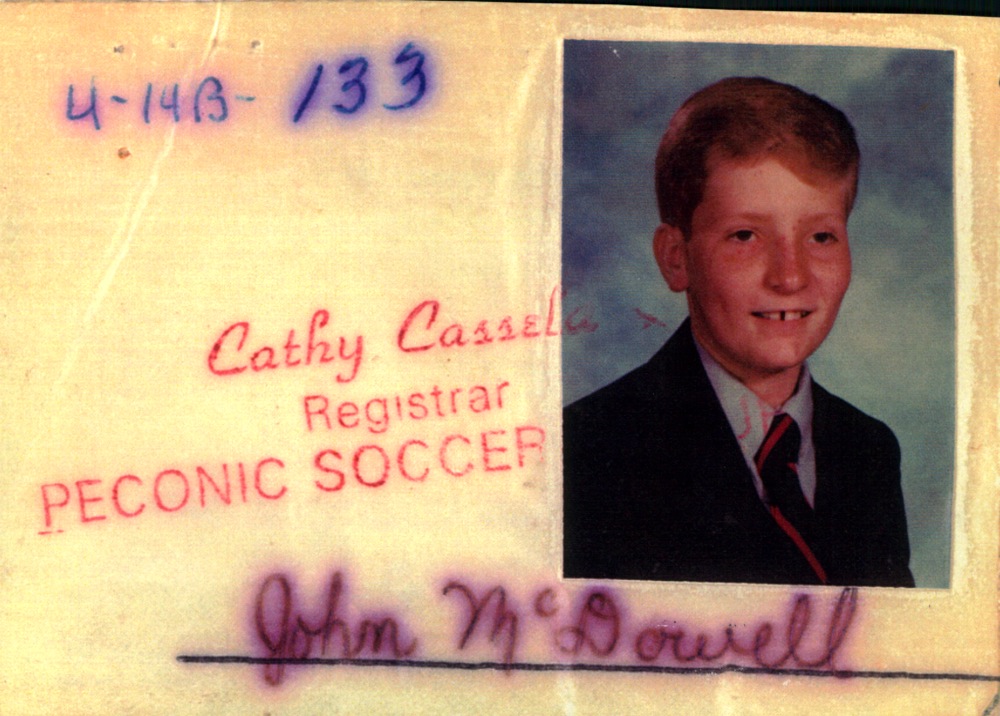 U-14B-133
Cathy Cassela
Registrar
PECONIC SOCCER
John McDowell